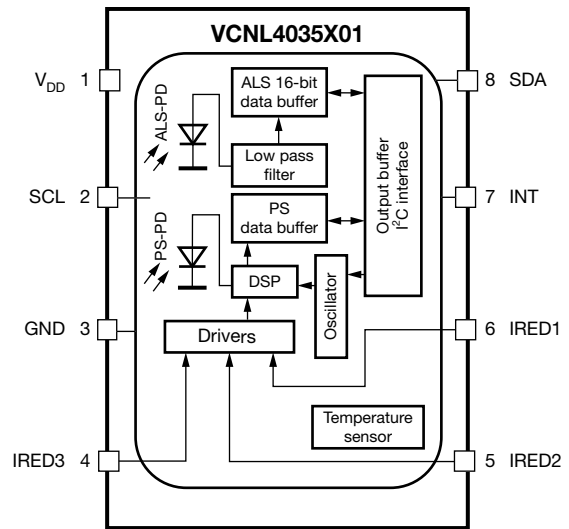 VCNL4035X01
VDD 1
8 SDA
ALS-PD
ALS 16-bit
data buffer
Low pass
filter
Output buffer
I²C interface
SCL 2
7 INT
PS-PD
PS
data buffer
DSP
Oscillator
GND 3
Drivers
6 IRED1
Temperature
sensor
IRED3 4
5 IRED2